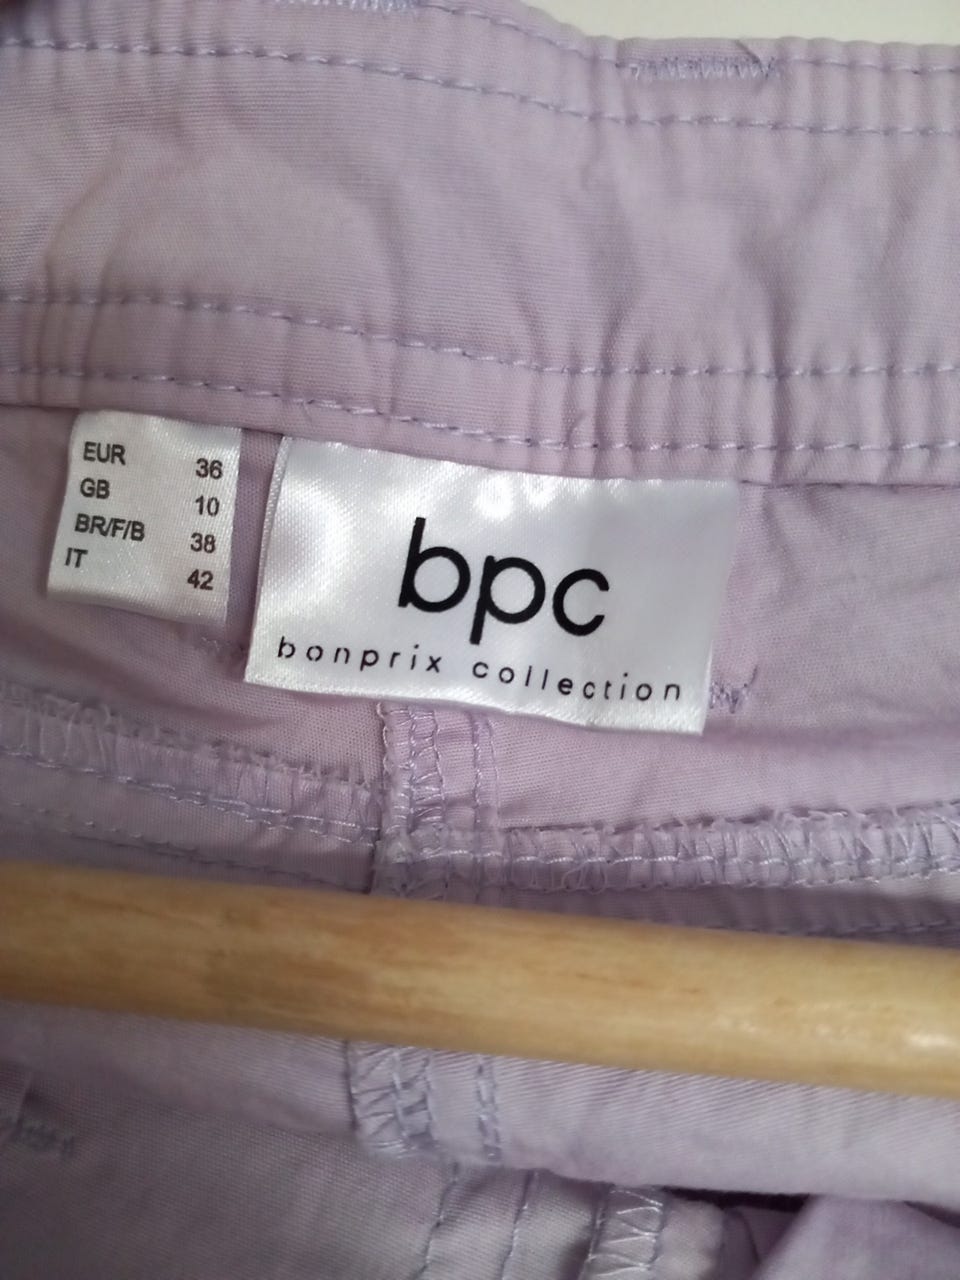 EUR 36
GB 10
BR/F/B 38
IT 42
bpc
bonprix collection